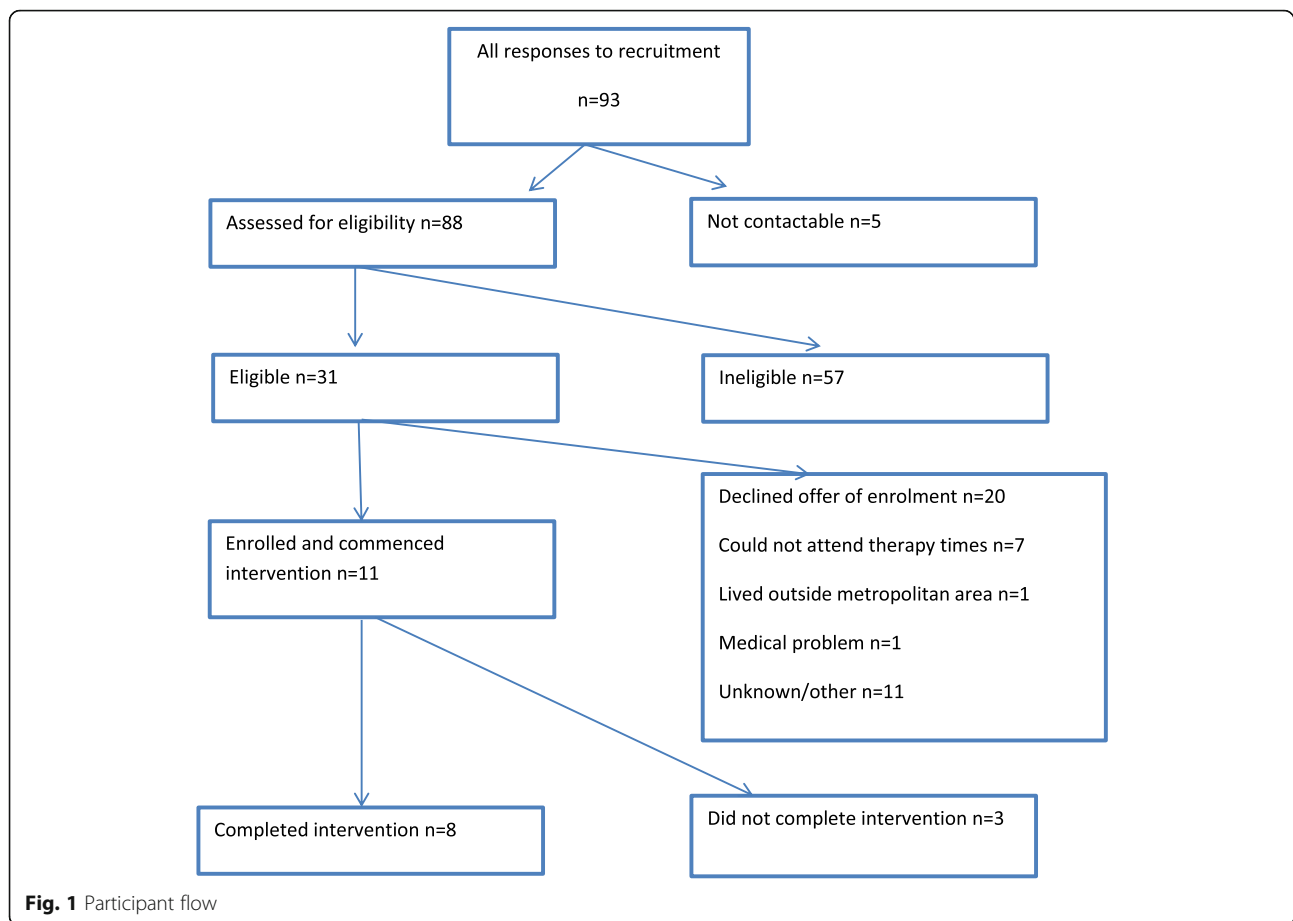 All responses to recruitment
n=93
Assessed for eligibility n=88
Not contactable n=5
Eligible n=31
Ineligible n=57
Enrolled and commenced
intervention n=11
Declined offer of enrolment n=20
Could not attend therapy times n=7
Lived outside metropolitan area n=1
Medical problem n=1
Unknown/other n=11
Completed intervention n=8
Did not complete intervention n=3
Fig. 1 Participant flow